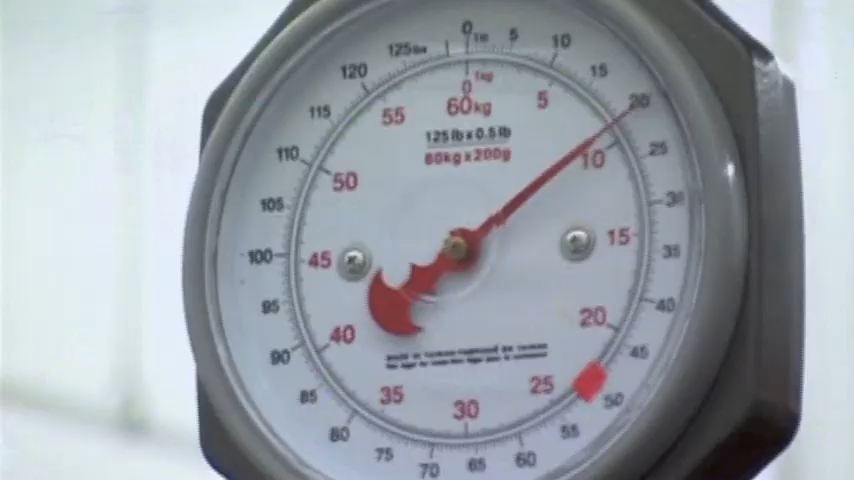 0 1lb 5 10 15 20 25 30 35 40 45 50 55 60 65 70 75 80 85 90 95 100 105 110 115 120 125lbs
0 1kg 5 10 15 20 25 30 35 40 45 50 55 60kg
125 lb x 0.5 lb
60kg x 200g